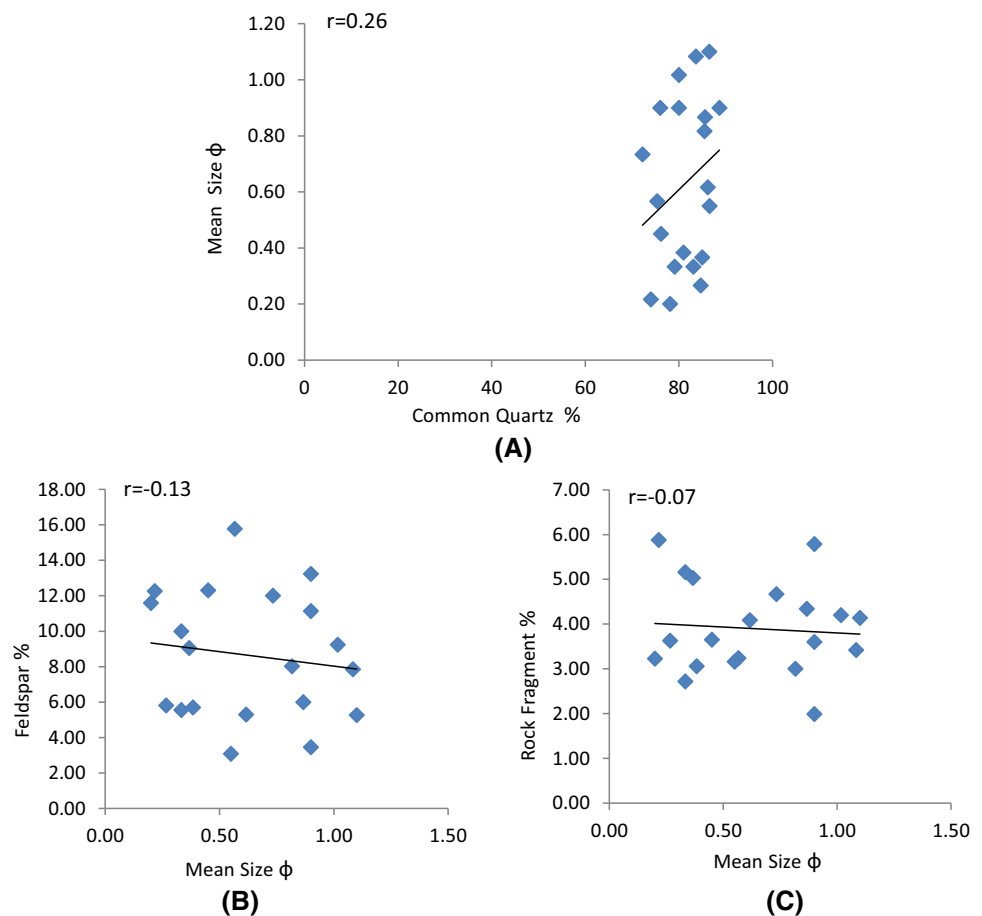 r=0.26
1.20
1.00
0.80
0.60
0.40
0.20
0.00
Mean Size ϕ
0 20 40 60 80 100
Common Quartz %
(A)
r=-0.13
18.00
16.00
14.00
12.00
10.00
8.00
6.00
4.00
2.00
0.00
Feldspar %
0.00 0.50 1.00 1.50
Mean Size ϕ
(B)
r=-0.07
7.00
6.00
5.00
4.00
3.00
2.00
1.00
0.00
Rock Fragment %
0.00 0.50 1.00 1.50
Mean Size ϕ
(C)